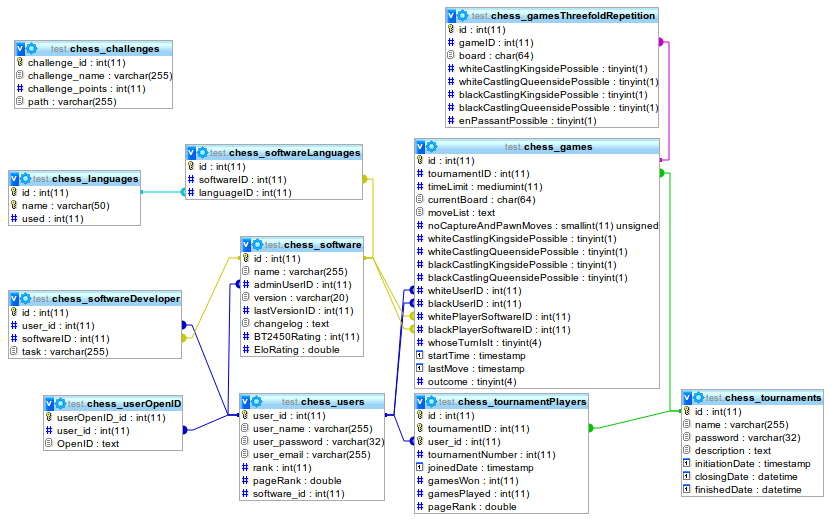 test.chess_gamesThreefoldRepetition
id : int(11)
gameID : int(11)
board : char(64)
whiteCastlingKingsidePossible : tinyint(1)
whiteCastlingQueensidePossible : tinyint(1)
blackCastlingKingsidePossible : tinyint(1)
blackCastlingQueensidePossible : tinyint(1)
enPassantPossible : tinyint(1)
test.chess_challenges
challenge_id : int(11)
challenge_name : varchar(255)
challenge_points : int(11)
path : varchar(255)
test.chess_softwareLanguages
id : int(11)
softwareID : int(11)
languageID : int(11)
test.chess_languages
id : int(11)
name : varchar(50)
used : int(11)
test.chess_games
id : int(11)
tournamentID : int(11)
timeLimit : mediumint(11)
currentBoard : char(64)
moveList : text
noCaptureAndPawnMoves : smallint(11) unsigned
whiteCastlingKingsidePossible : tinyint(1)
whiteCastlingQueensidePossible : tinyint(1)
blackCastlingKingsidePossible : tinyint(1)
blackCastlingQueensidePossible : tinyint(1)
whiteUserID : int(11)
blackUserID : int(11)
whitePlayerSoftwareID : int(11)
blackPlayerSoftwareID : int(11)
whoseTurnIsIt : tinyint(4)
startTime : timestamp
lastMove : timestamp
outcome : tinyint(4)
test.chess_software
id : int(11)
name : varchar(255)
adminUserID : int(11)
version : varchar(20)
lastVersionID : int(11)
changelog : text
BT2450Rating : int(11)
EloRating : double
test.chess_softwareDeveloper
id : int(11)
user_id : int(11)
softwareID : int(11)
task : varchar(255)
test.chess_userOpenID
userOpenID_id : int(11)
user_id : int(11)
OpenID : text
test.chess_users
user_id : int(11)
user_name : varchar(255)
user_password : varchar(32)
user_email : varchar(255)
rank : int(11)
pageRank : double
software_id : int(11)
test.chess_tournamentPlayers
id : int(11)
tournamentID : int(11)
user_id : int(11)
tournamentNumber : int(11)
joinedDate : timestamp
gamesWon : int(11)
gamesPlayed : int(11)
pageRank : double
test.chess_tournaments
id : int(11)
name : varchar(255)
password : varchar(32)
description : text
initiationDate : timestamp
closingDate : datetime
finishedDate : datetime